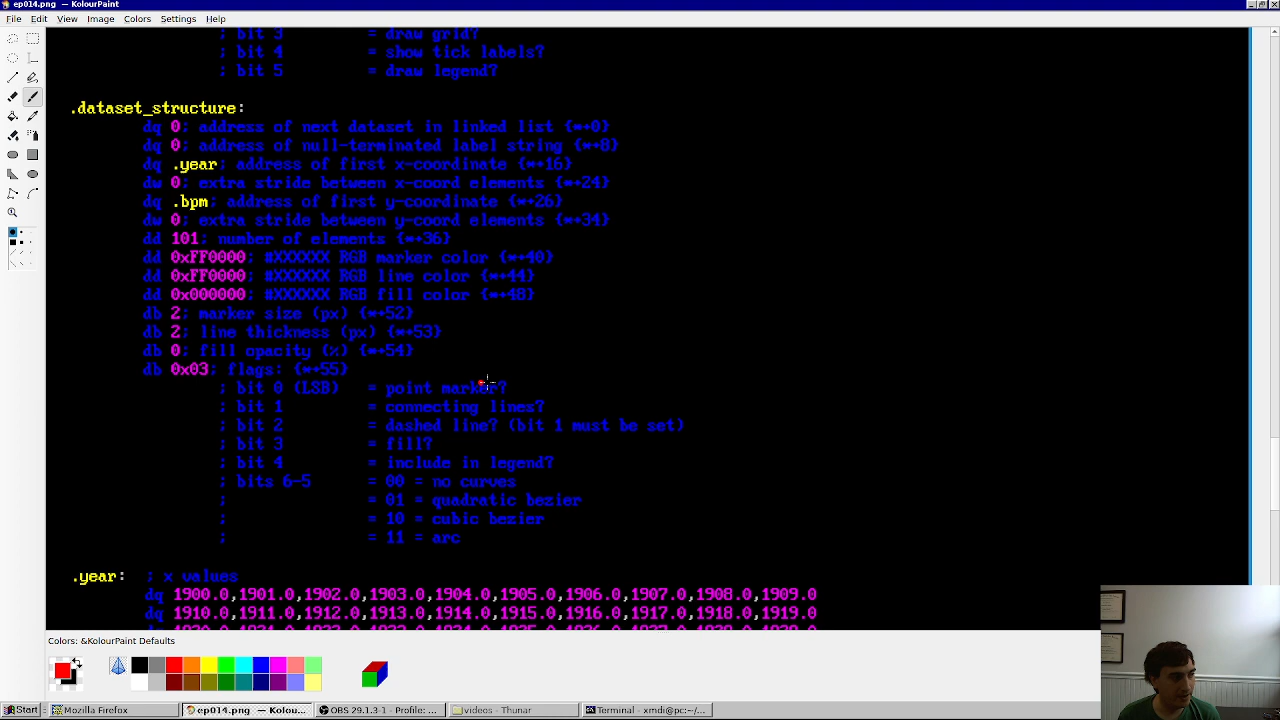 ep014.png — KolourPaint
File Edit View Image Colors Settings Help
; bit 3 = draw grid?
; bit 4 = show tick labels?
; bit 5 = draw legend?
.dataset_structure:
dq 0; address of next dataset in linked list {*+0}
dq 0; address of null-terminated label string {*+8}
dq .year; address of first x-coordinate {*+16}
dw 0; extra stride between x-coord elements {*+24}
dq .bpm; address of first y-coordinate {*+26}
dw 0; extra stride between y-coord elements {*+34}
dd 101; number of elements {*+36}
dd 0xFF0000; #XXXXXX RGB marker color {*+40}
dd 0xFF0000; #XXXXXX RGB line color {*+44}
dd 0x000000; #XXXXXX RGB fill color {*+48}
db 2; marker size (px) {*+52}
db 2; line thickness (px) {*+53}
db 0; fill opacity (%) {*+54}
db 0x03; flags: {*+55}
; bit 0 (LSB) = point marker?
; bit 1 = connecting lines?
; bit 2 = dashed line? (bit 1 must be set)
; bit 3 = fill?
; bit 4 = include in legend?
; bits 6-5 = 00 = no curves
; = 01 = quadratic bezier
; = 10 = cubic bezier
; = 11 = arc
.year: ; x values
dq 1900.0,1901.0,1902.0,1903.0,1904.0,1905.0,1906.0,1907.0,1908.0,1909.0
dq 1910.0,1911.0,1912.0,1913.0,1914.0,1915.0,1916.0,1917.0,1918.0,1919.0
Colors: &KolourPaint Defaults
Start Mozilla Firefox ep014.png — Kolou... OBS 29.1.3-1 - Profile: ... videos - Thunar Terminal - xmdi@pc:~/...